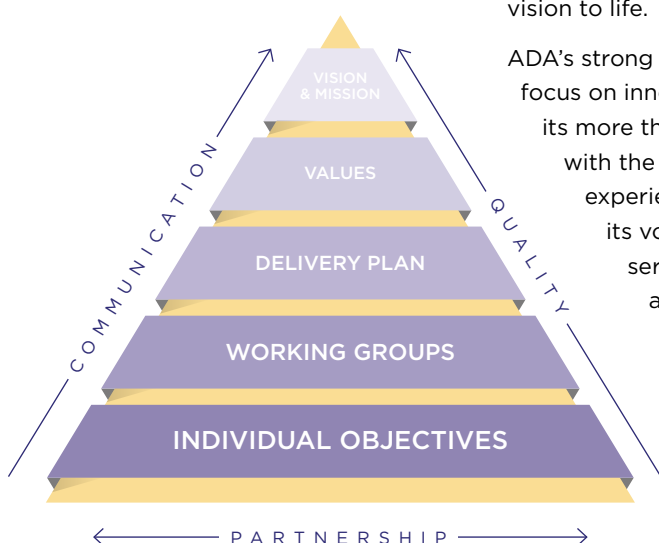 vision to life.
ADA's strong
focus on inno
its more th
with the
experie
its vo
ser
a
VISION
& MISSION
VALUES
DELIVERY PLAN
WORKING GROUPS
INDIVIDUAL OBJECTIVES
COMMUNICATION
QUALITY
PARTNERSHIP